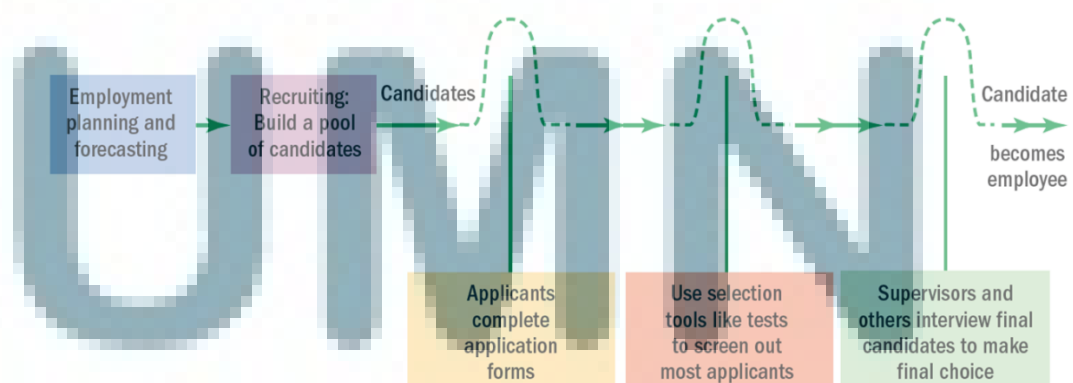 UMN
Employment
planning and
forecasting
Recruiting:
Build a pool
of candidates
Candidates
Candidate
becomes
employee
Applicants
complete
application
forms
Use selection
tools like tests
to screen out
most applicants
Supervisors and
others interview final
candidates to make
final choice